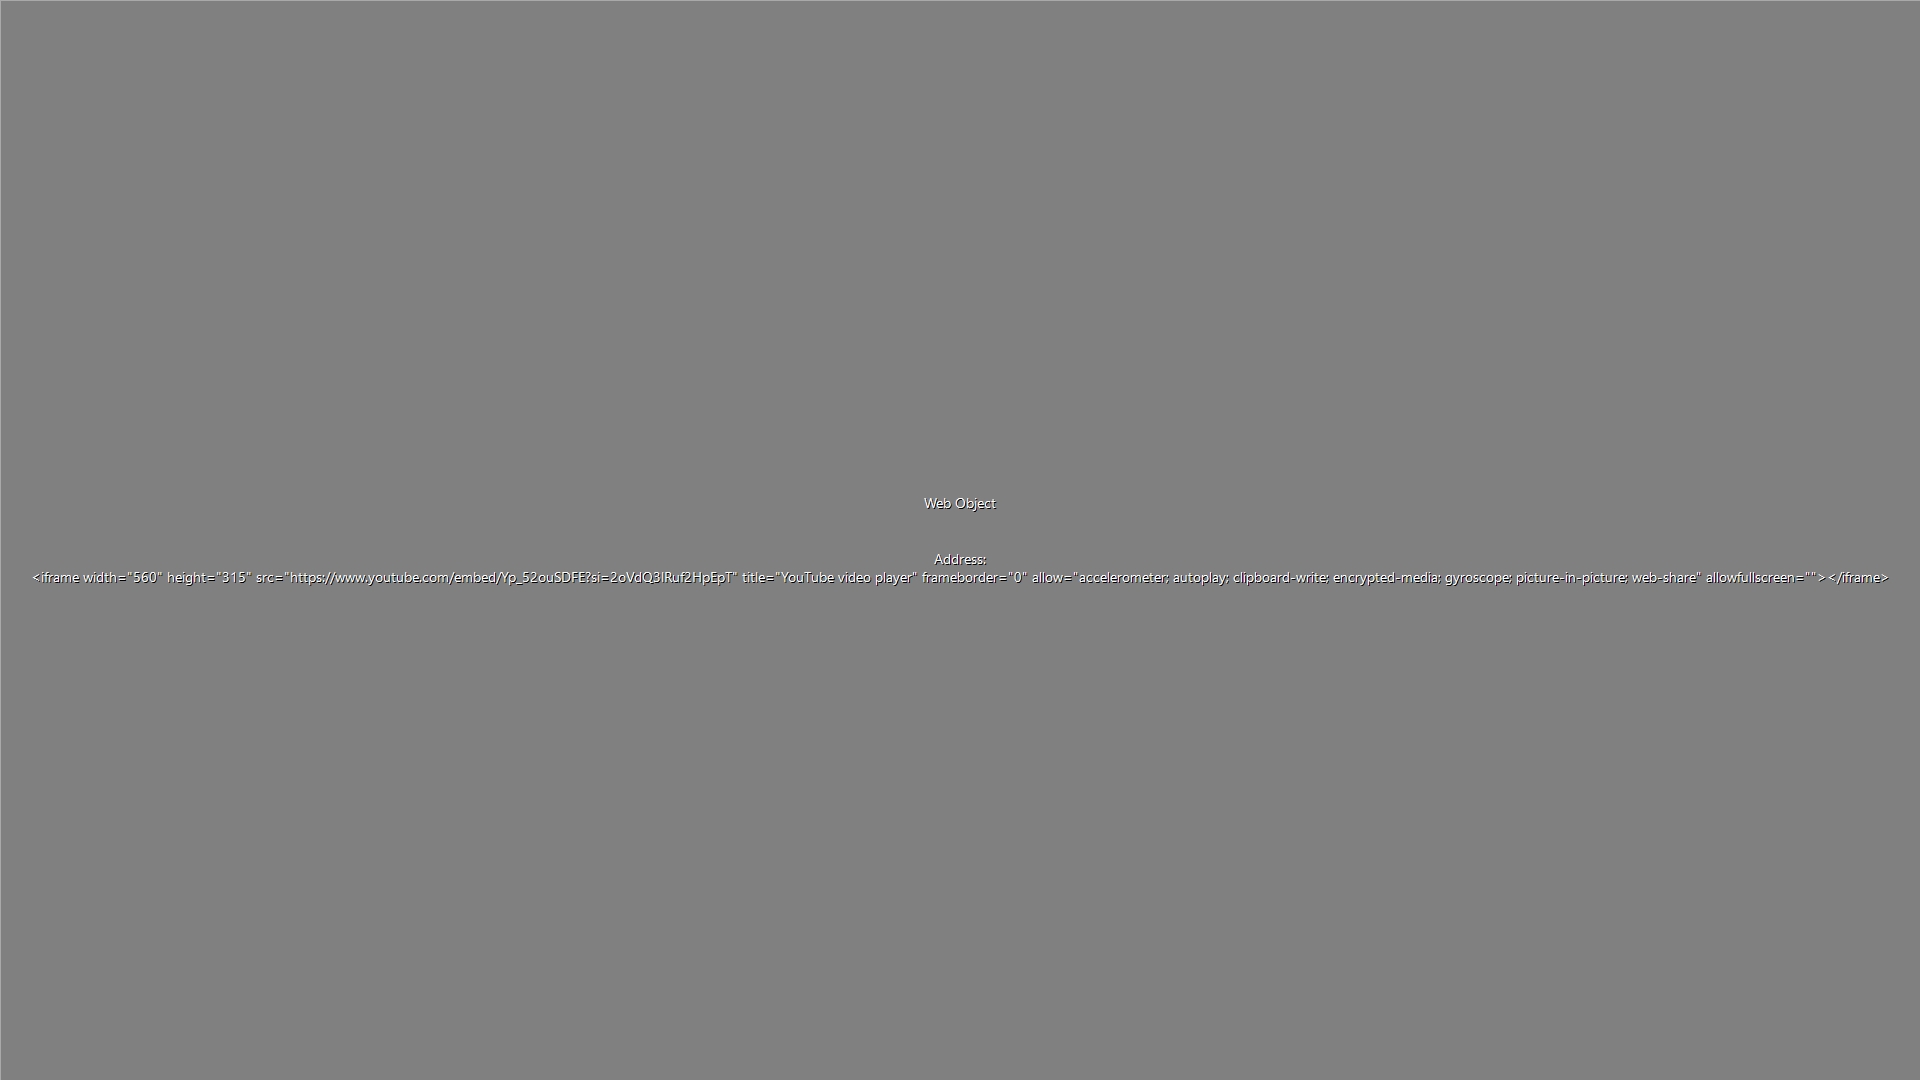 Web Object
Address:
<iframe width="560" height="315" src="https://www.youtube.com/embed/Yp_52ouSDFE?si=2oVdQ3lRuf2HpEpT" title="YouTube video player" frameborder="0" allow="accelerometer; autoplay; clipboard-write; encrypted-media; gyroscope; picture-in-picture; web-share" allowfullscreen=""></iframe>